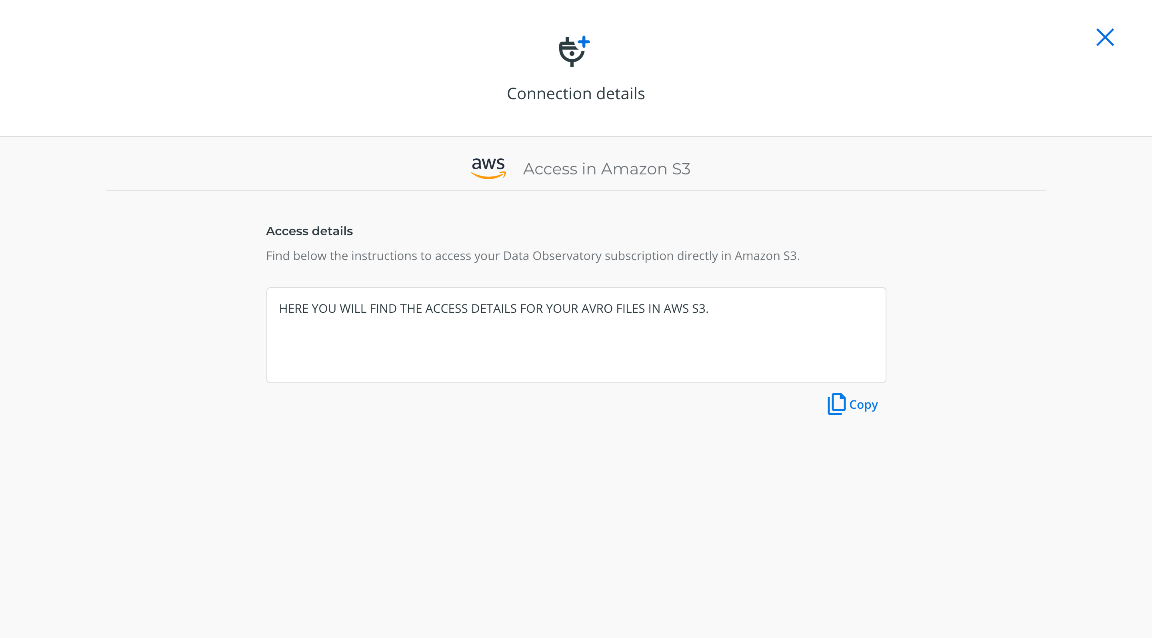 Connection details
aws
Access in Amazon S3
Access details
Find below the instructions to access your Data Observatory subscription directly in Amazon S3.
HERE YOU WILL FIND THE ACCESS DETAILS FOR YOUR AVRO FILES IN AWS S3.
Copy